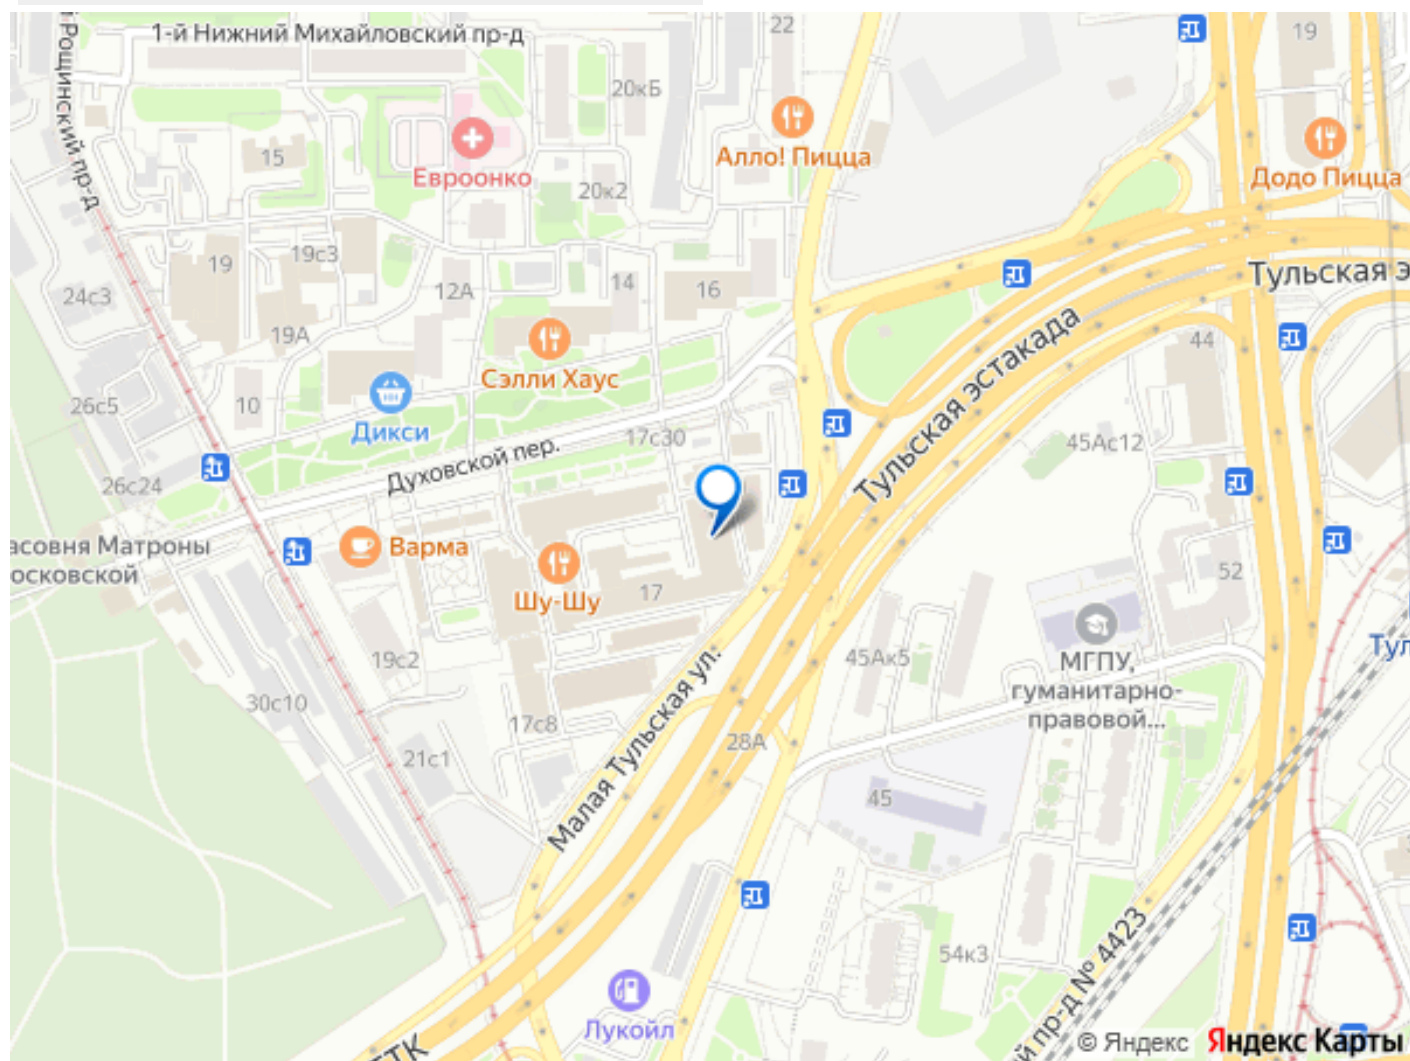 1-й Нижний Михайловский пр-д
Рощинский пр-д
22
19
20кБ
Алло! Пицца
15
Евроонко
20к2
Додо Пицца
19
19с3
24с3
12А
14
16
Тульская э
19А
Сэлли Хаус
44
26с5
10
Дикси
17с30
Тульская эстакада
45Ас12
Духовской пер.
26с24
асовня Матроны
осковской
Варма
Шу-Шу
17
52
МГПУ,
гуманитарно-
правовой...
Тул
19с2
45Ак5
30с10
17с8
28А
21с1
Малая Тульская ул.
45
54к3
й пр-д № 4423
Лукойл
ТК
© Яндекс Яндекс Карты